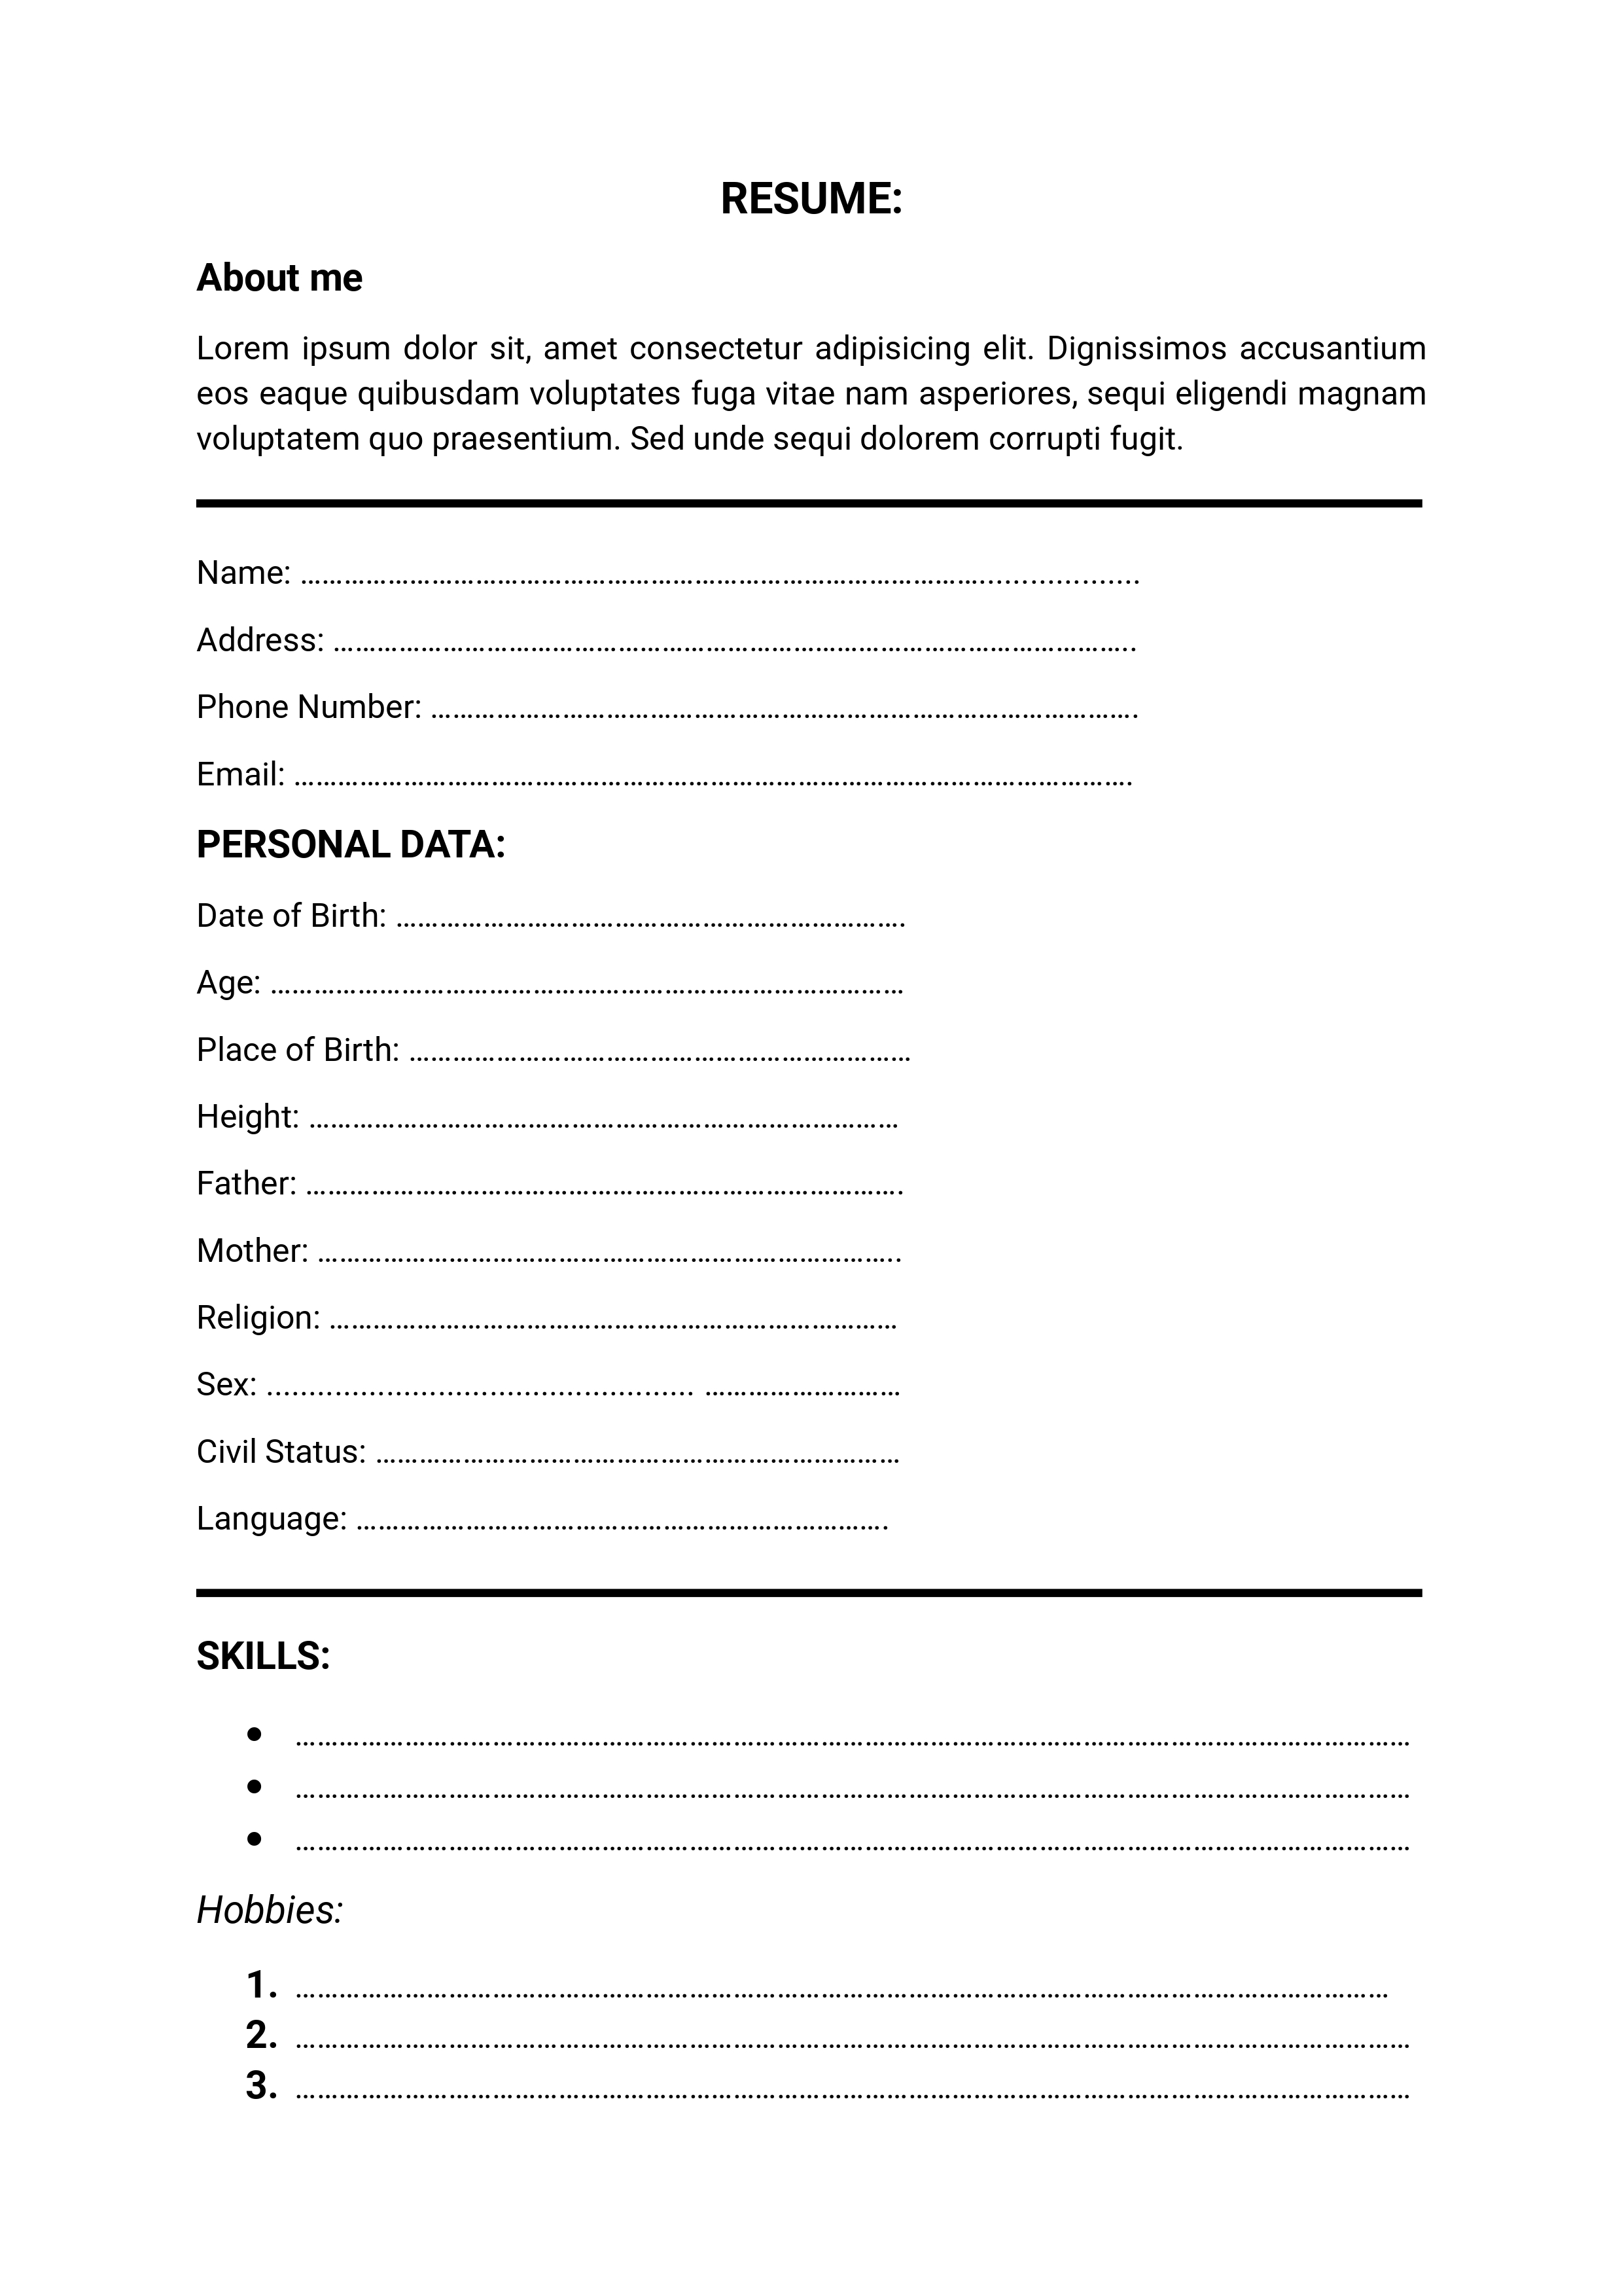 RESUME:
About me
Lorem ipsum dolor sit, amet consectetur adipisicing elit. Dignissimos accusantium
eos eaque quibusdam voluptates fuga vitae nam asperiores, sequi eligendi magnam
voluptatem quo praesentium. Sed unde sequi dolorem corrupti fugit.
Name: ……………………………………………………………………………………...................
Address: ……………………………………………………………………………………………..
Phone Number: …………………………………………………………………………………….
Email: …………………………………………………………………………………………………….
PERSONAL DATA:
Date of Birth: …………………………………………………………….
Age: ……………………………………………………………………………
Place of Birth: ……………………………………………………………
Height: ………………………………………………………………………
Father: ……………………………………………………………………….
Mother: ……………………………………………………………………..
Religion: ……………………………………………………………………
Sex: ................................................... ………………………
Civil Status: ………………………………………………………………
Language: ……………………………………………………………….
SKILLS:
● ………………………………………………………………………………………………………………………………………
● ………………………………………………………………………………………………………………………………………
● ………………………………………………………………………………………………………………………………………
Hobbies:
1. ……………………………………………………………………………………………………………………………………
2. ………………………………………………………………………………………………………………………………………
3. ………………………………………………………………………………………………………………………………………